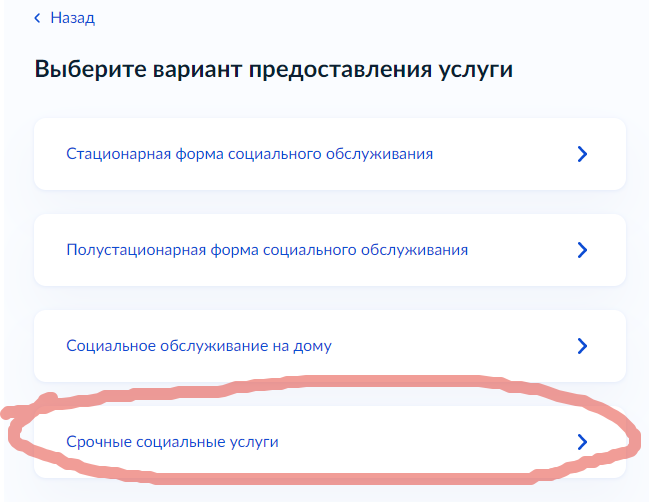 Назад
Выберите вариант предоставления услуги
Стационарная форма социального обслуживания
Полустационарная форма социального обслуживания
Социальное обслуживание на дому
Срочные социальные услуги